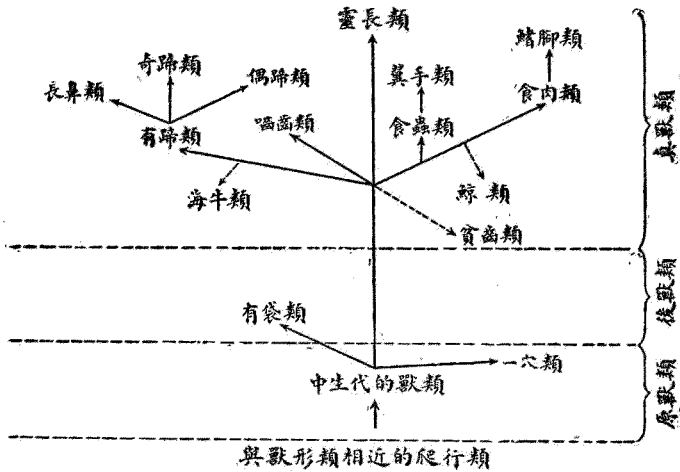 靈長類
鰭腳類
奇蹄類
偶蹄類
翼手類
長鼻類
食肉類
有蹄類
嚙齒類
食蟲類
海牛類
鯨類
貧齒類
真獸類
有袋類
後獸類
一穴類
中生代的獸類
原獸類
與獸形類相近的爬行類